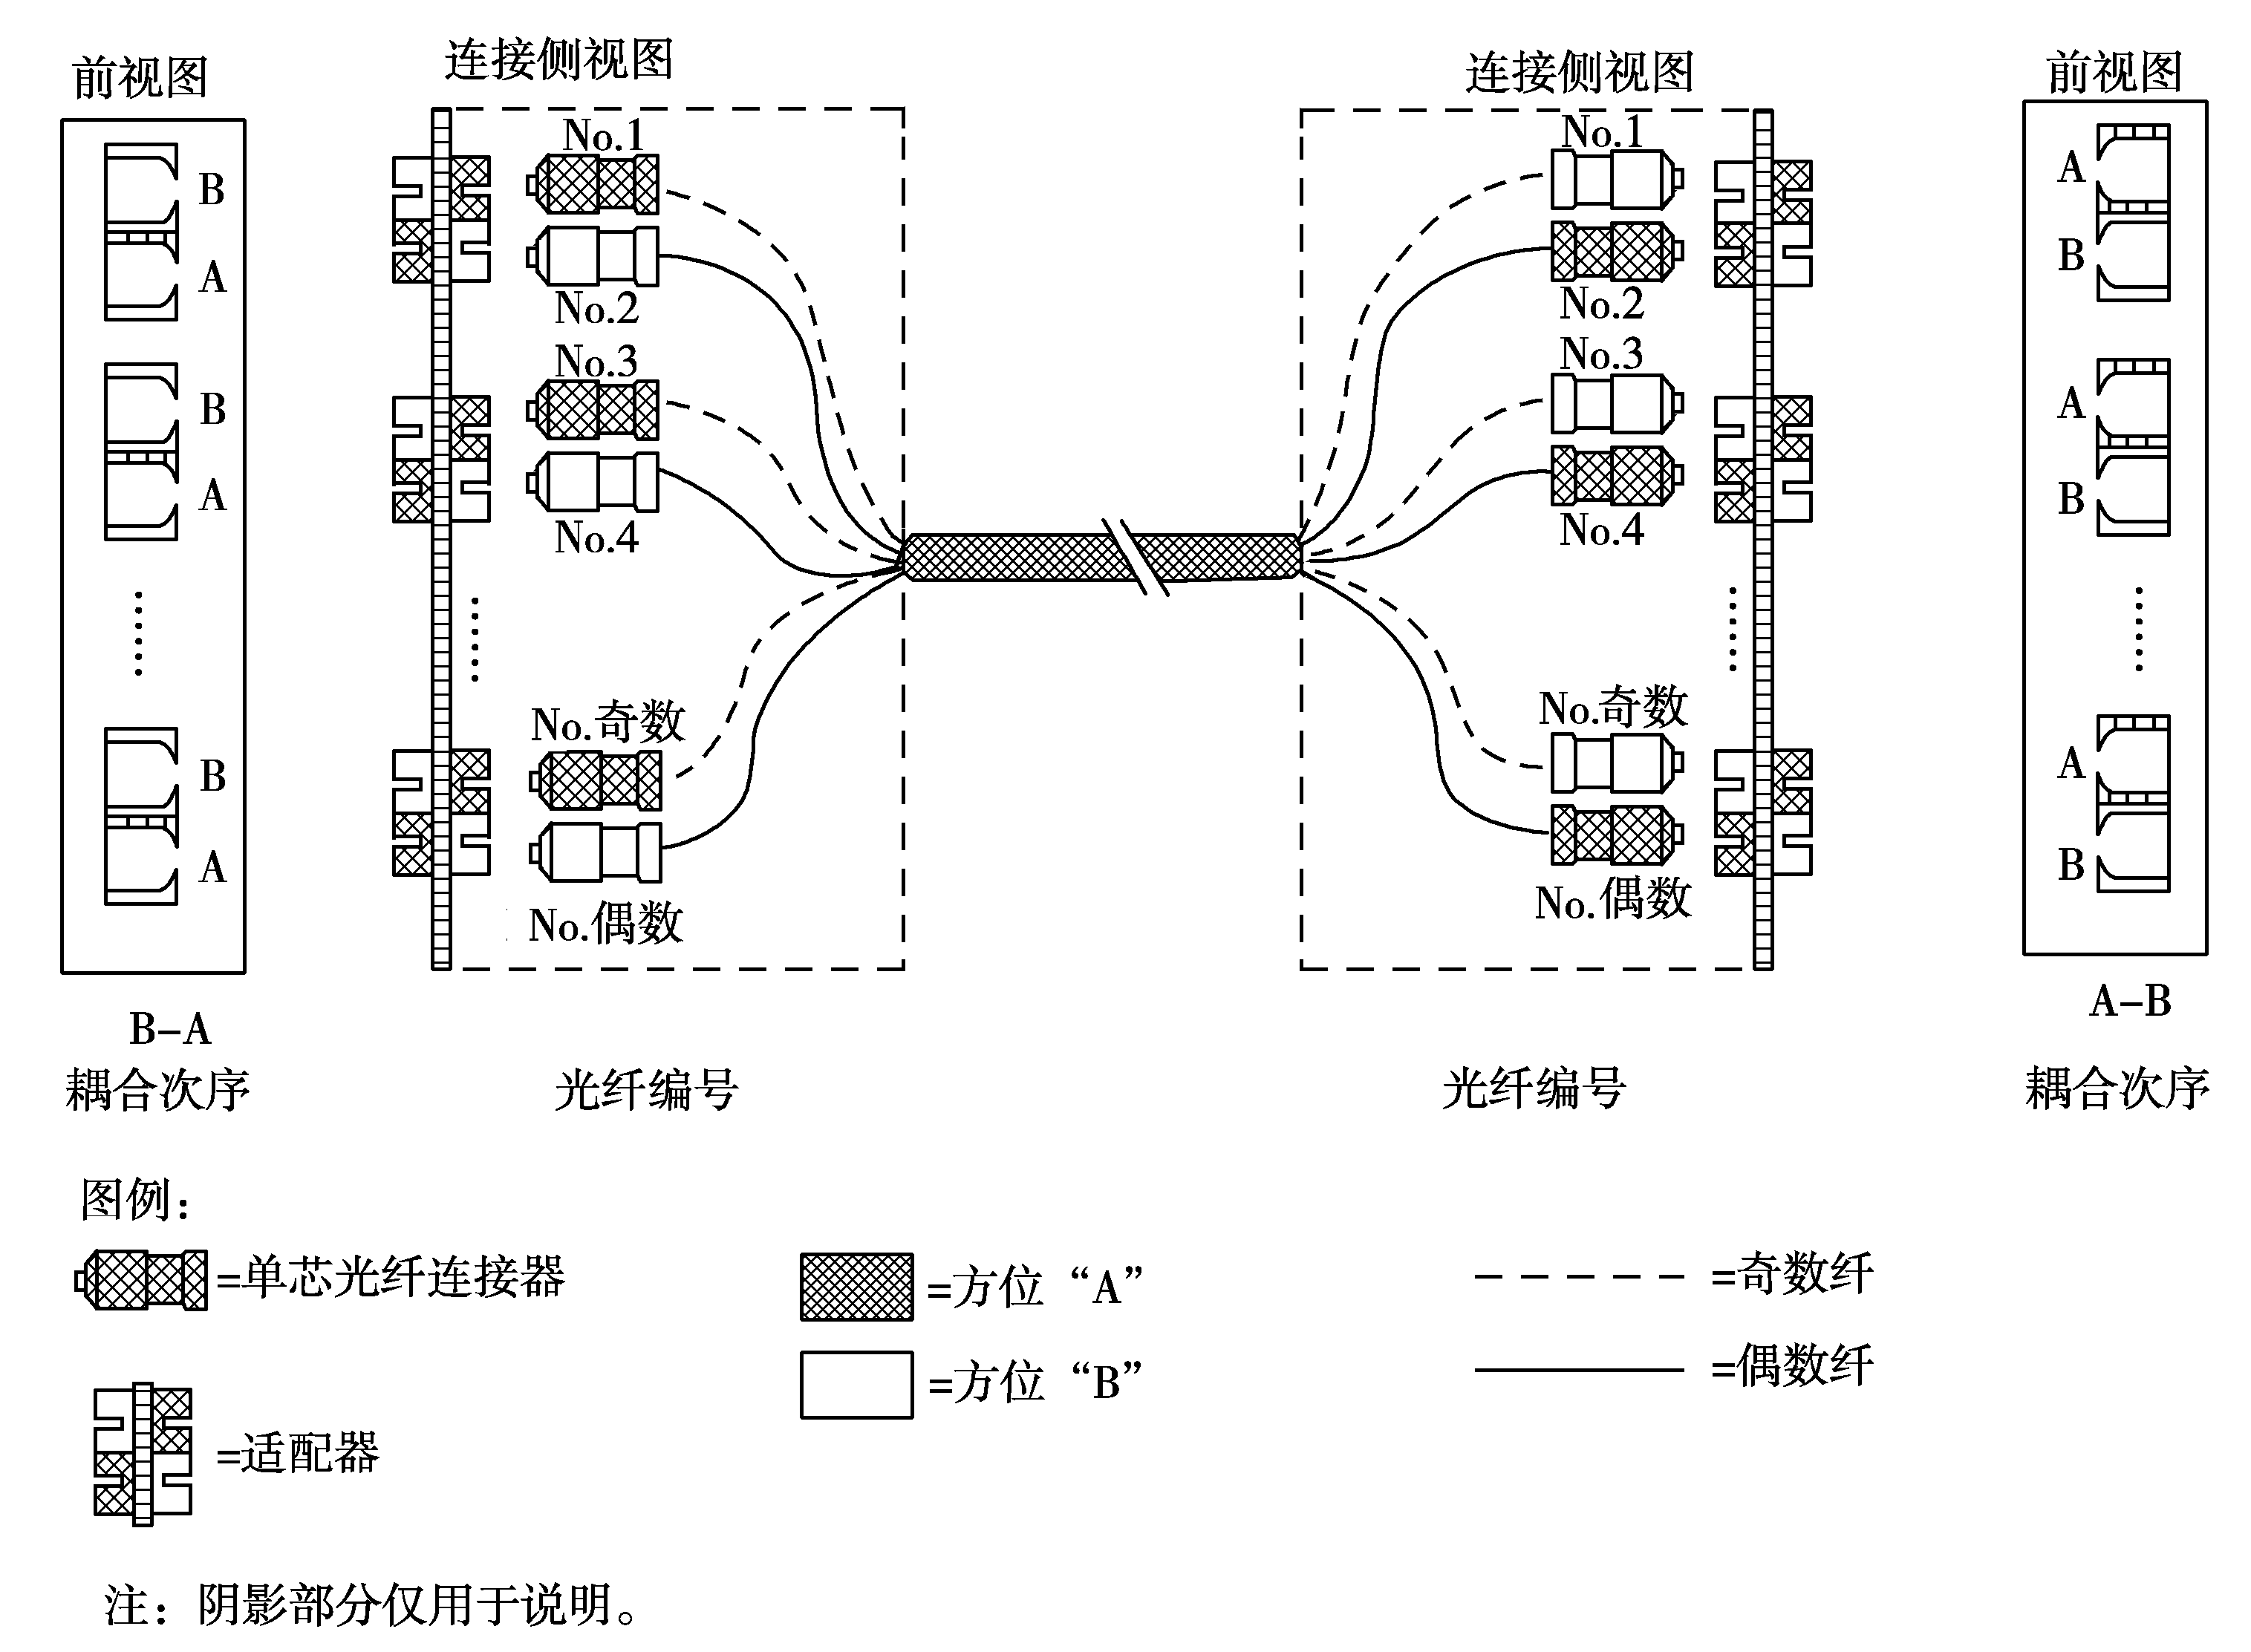 前视图
连接侧视图
连接侧视图
前视图
B
A
B
A
B
A
No.1
No.2
No.3
No.4
No.奇数
No.偶数
No.1
No.2
No.3
No.4
No.奇数
No.偶数
A
B
A
B
A
B
B-A
耦合次序
光纤编号
光纤编号
A-B
耦合次序
图例：
=单芯光纤连接器
=适配器
=方位“A”
=方位“B”
=奇数纤
=偶数纤
注：阴影部分仅用于说明。